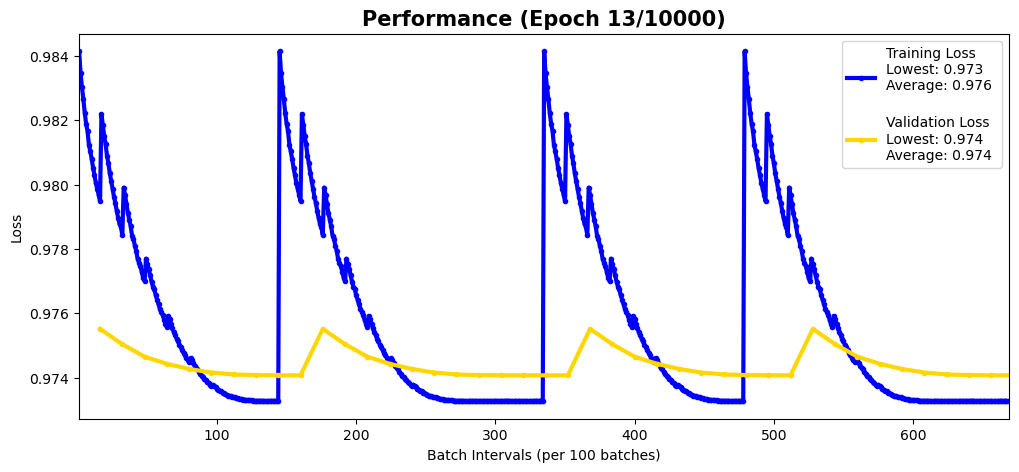 Performance (Epoch 13/10000)
0.984
0.982
0.980
0.978
0.976
0.974
Loss
Training Loss
Lowest: 0.973
Average: 0.976
Validation Loss
Lowest: 0.974
Average: 0.974
100
200
300
400
500
600
Batch Intervals (per 100 batches)